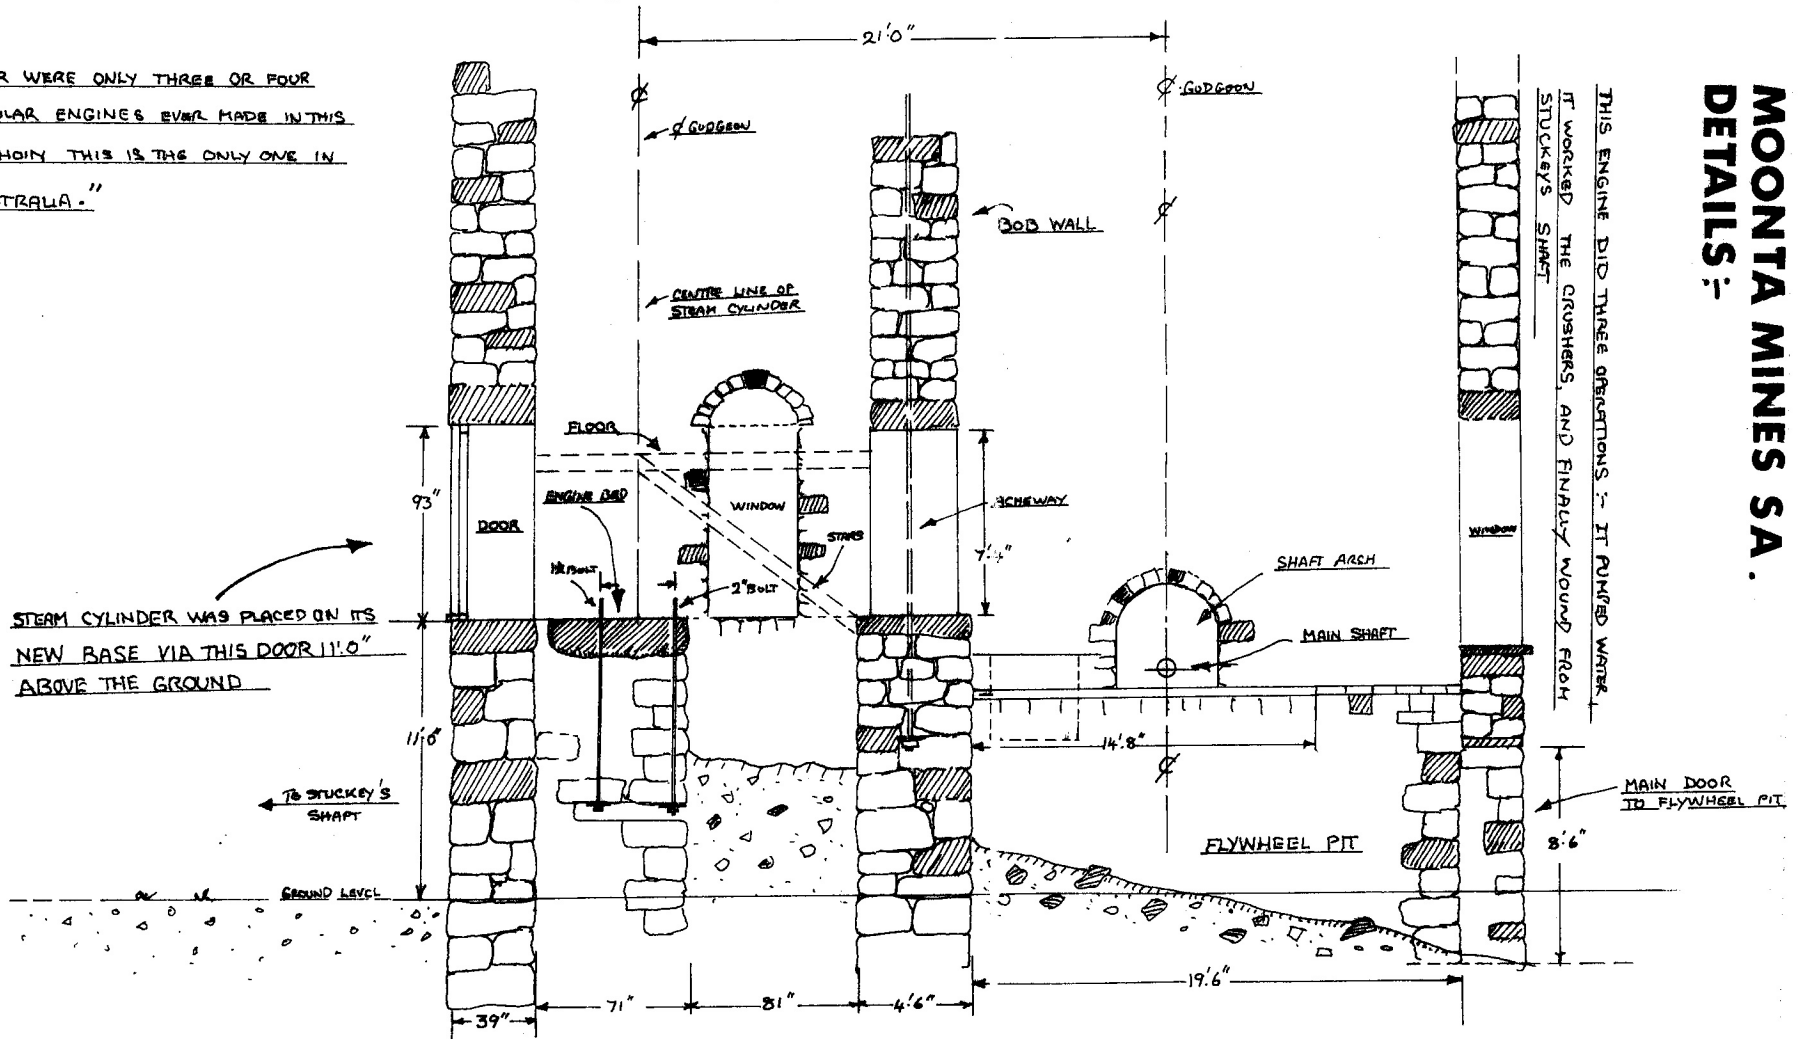 MOONTA MINES SA.
DETAILS:-
THIS ENGINE DID THREE OPERATIONS :- IT PUMPED WATER,
IT WORKED THE CRUSHERS, AND FINALLY WOUND FROM
STUCKEYS SHAFT
R WERE ONLY THREE OR FOUR
LAR ENGINES EVER MADE IN THIS
THIS IS THE ONLY ONE IN
TRALIA."
21'0"
GUDGEON
GUDGEON
BOB WALL
CENTRE LINE OF
STEAM CYLINDER
FLOOR
93"
ENGINE BED
WINDOW
DOOR
ACHEWAY
7'4"
WINDOW
STAIRS
BOLT
2" BOLT
SHAFT ARCH
MAIN SHAFT
STEAM CYLINDER WAS PLACED ON ITS
NEW BASE VIA THIS DOOR 11'0"
ABOVE THE GROUND
11'0"
14'8"
TO STUCKEY'S
SHAFT
MAIN DOOR
TO FLYWHEEL PIT
FLYWHEEL PIT
8'6"
GROUND LEVEL
39"
71"
81"
4'6"
19'6"